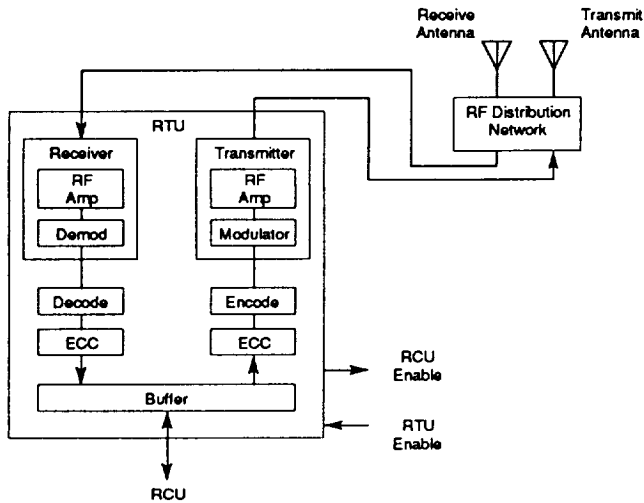 Receive
Antenna
Transmit
Antenna
RF Distribution
Network
RTU
Receiver
Transmitter
RF
Amp
RF
Amp
Demod
Modulator
Decode
Encode
ECC
ECC
Buffer
RCU
Enable
RTU
Enable
RCU